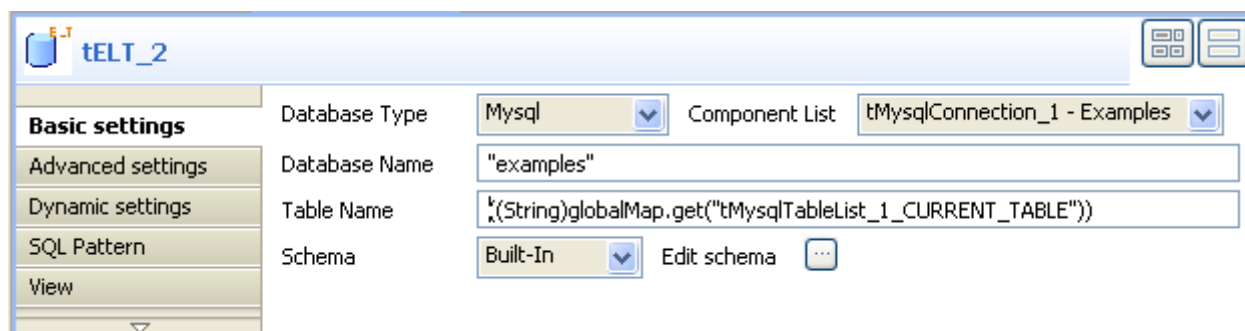 E_T
tELT_2
Basic settings
Advanced settings
Dynamic settings
SQL Pattern
View
Database Type Mysql Component List tMysqlConnection_1 - Examples
Database Name "examples"
Table Name ((String)globalMap.get("tMysqlTableList_1_CURRENT_TABLE"))
Schema Built-In Edit schema ...